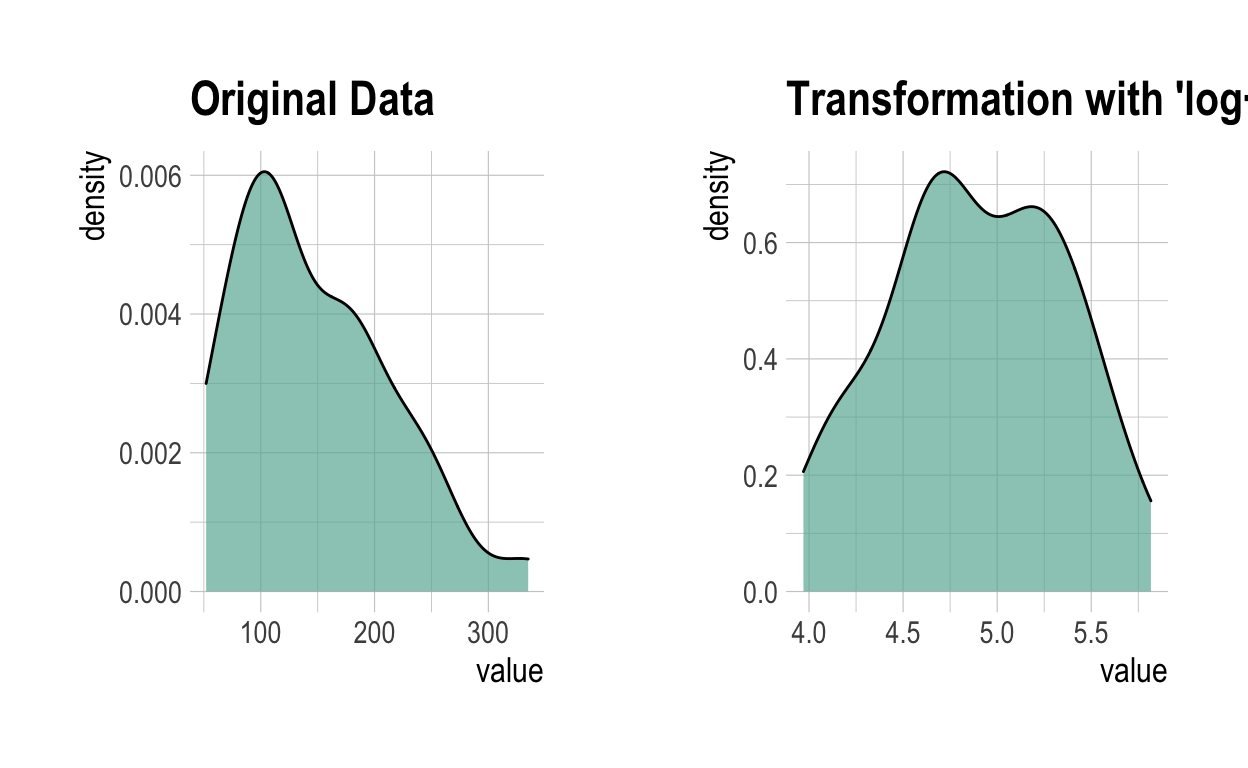 Original Data
density
0.006
0.004
0.002
0.000
100 200 300
value
Transformation with 'log-
density
0.6
0.4
0.2
0.0
4.0 4.5 5.0 5.5
value